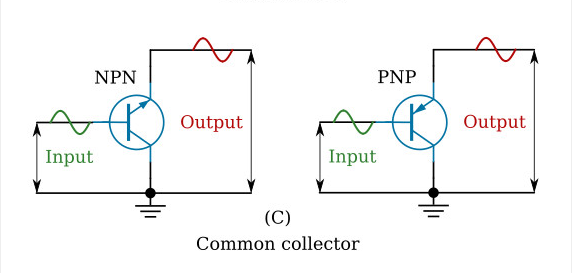 NPN
Output
Input
PNP
Output
Input
(C)
Common collector